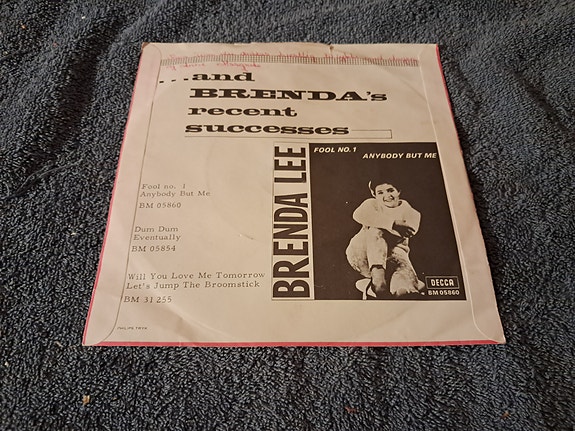 ...and
BRENDA's
recent
successes
Fool no. 1
Anybody But Me
BM 05860
Dum Dum
Eventually
BM 05854
Will You Love Me Tomorrow
Let's Jump The Broomstick
BM 31 255
BRENDA LEE
FOOL NO. 1
ANYBODY BUT ME
DECCA
BM 05860